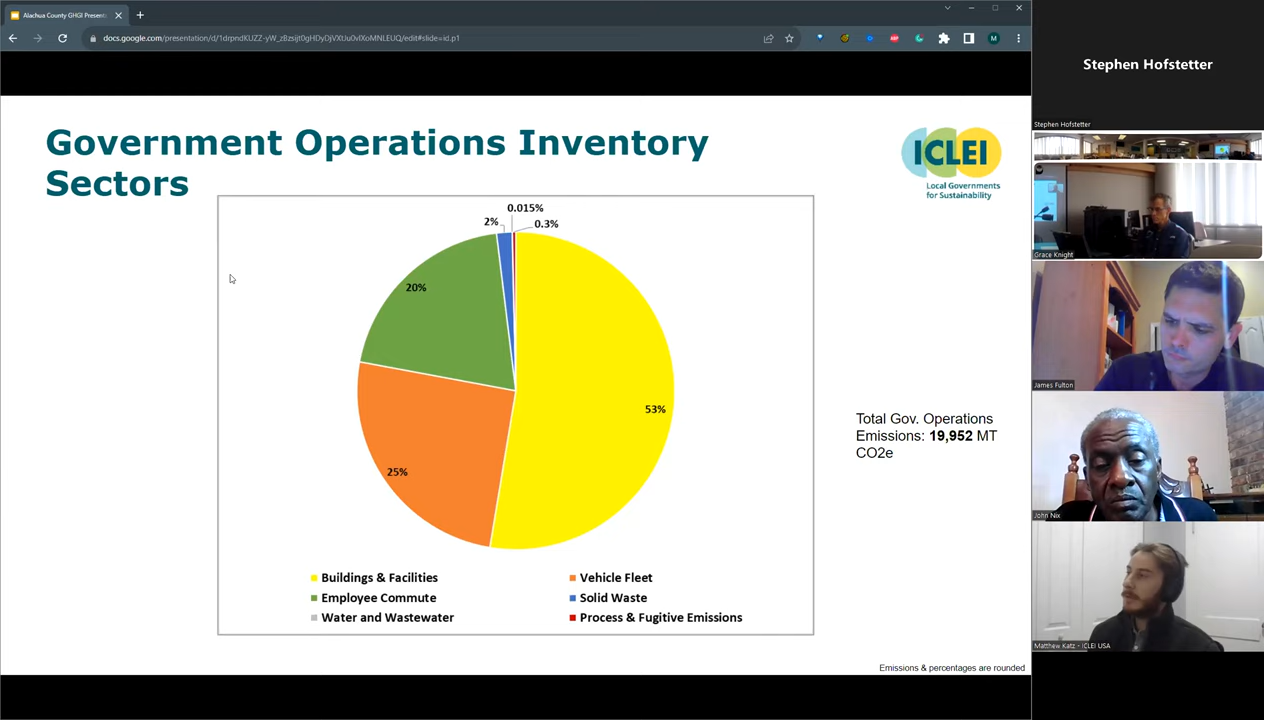 Alachua County GHGI Present
docs.google.com/presentation/d/
/edit#slide=id.p1
M
Government Operations Inventory
Sectors
ICLEI
Local Governments
for Sustainability
0.015%
2%
0.3%
20%
53%
25%
Total Gov. Operations
Emissions: 19,952 MT
CO2e
Buildings & Facilities
Vehicle Fleet
Employee Commute
Solid Waste
Water and Wastewater
Process & Fugitive Emissions
Emissions & percentages are rounded
Stephen Hofstetter
Stephen Hofstetter
Grace Knight
James Fulton
John Nix
Matthew Katz - ICLEI USA